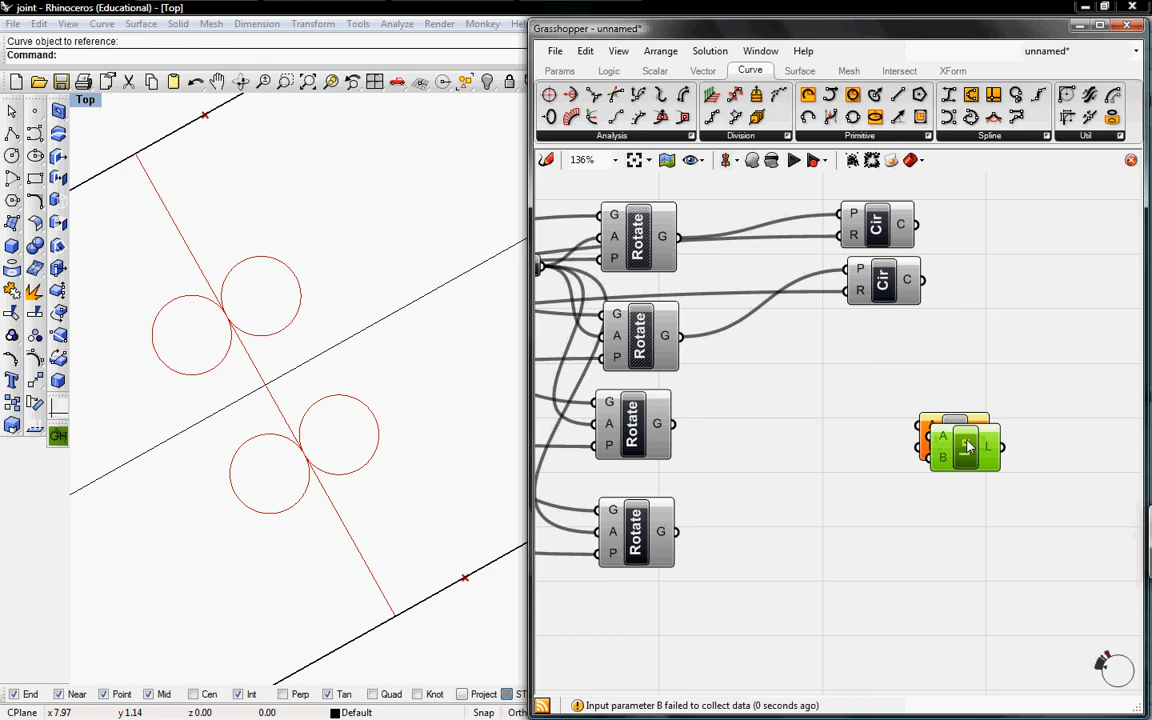 joint - Rhinoceros (Educational) - [Top]
File Edit View Curve Surface Solid Mesh Dimension Transform Tools Analyze Render Monkey
Curve object to reference:
Command:
Top
GH
End Near Point Mid Cen Int Perp Tan Quad Knot Project ST
CPlane x 7.97 y 1.14 z 0.00 0.00 Default Snap Ortho
Grasshopper - unnamed*
File Edit View Arrange Solution Window Help unnamed*
Params Logic Scalar Vector Curve Surface Mesh Intersect XForm
Analysis Division Primitive Spline Util
136%
G A P Rotate G
P R Cir C
P R Cir C
G A P Rotate G
G A P Rotate G
A B L
G A P Rotate G
Input parameter B failed to collect data (0 seconds ago)